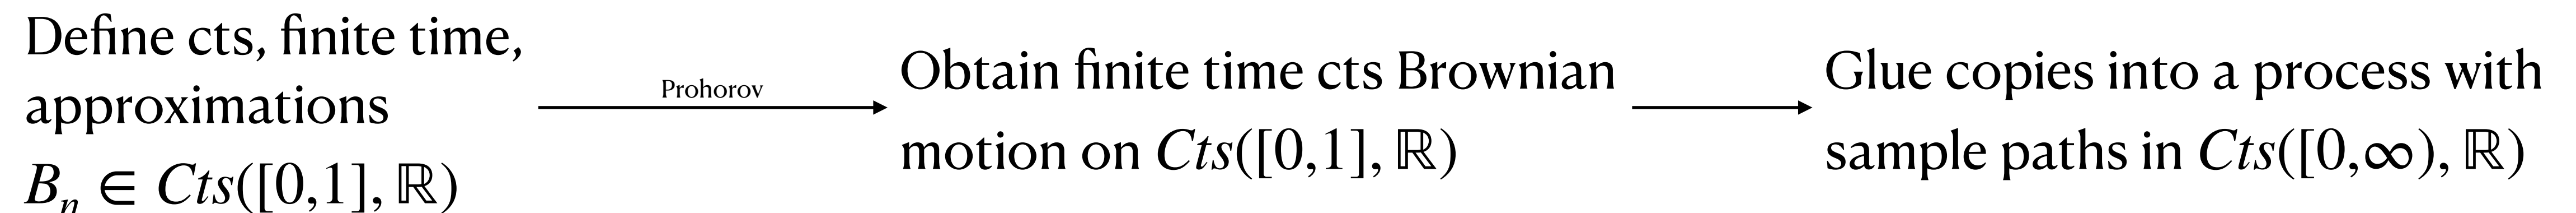 Define cts, finite time,
approximations
B_n ∈ Cts([0,1], ℝ)
Prohorov
Obtain finite time cts Brownian
motion on Cts([0,1], ℝ)
Glue copies into a process with
sample paths in Cts([0,∞), ℝ)